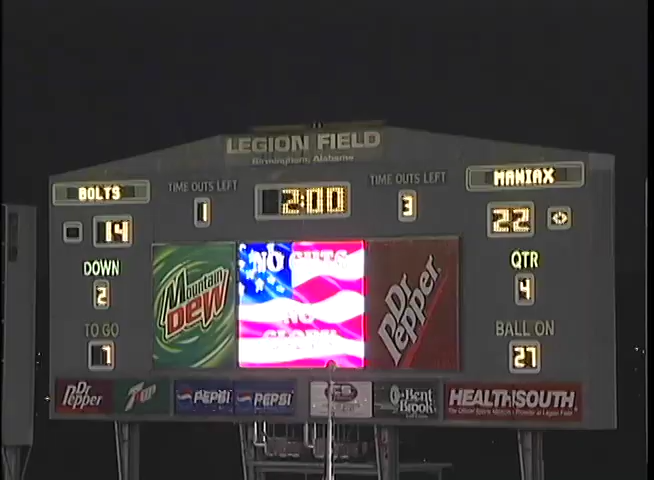 LEGION FIELD
Birmingham, Alabama
BOLTS
TIME OUTS LEFT
2:00
TIME OUTS LEFT
MANIAX
14
1
3
22
DOWN
2
QTR
4
TO GO
7
BALL ON
27
Mountain
Dew
NO GUTS
NO
GLORY
Dr
Pepper
Dr
Pepper
7up
PEPSI
PEPSI
Bent
Brook
HEALTHSOUTH